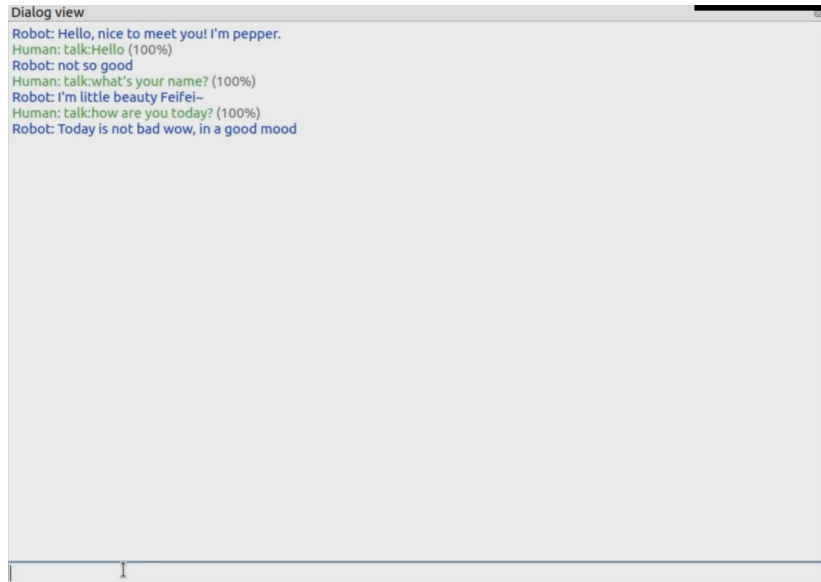 Dialog view
Robot: Hello, nice to meet you! I'm pepper.
Human: talk:Hello (100%)
Robot: not so good
Human: talk:what's your name? (100%)
Robot: I'm little beauty Feifei~
Human: talk:how are you today? (100%)
Robot: Today is not bad wow, in a good mood